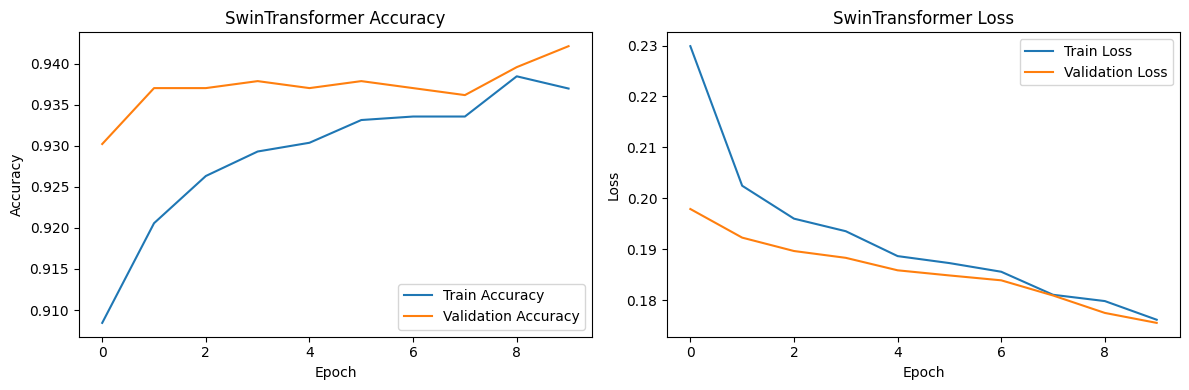 SwinTransformer Accuracy
0.940
0.935
0.930
0.925
0.920
0.915
0.910
Accuracy
Train Accuracy
Validation Accuracy
0 2 4 6 8
Epoch
SwinTransformer Loss
Train Loss
Validation Loss
0.23
0.22
0.21
0.20
0.19
0.18
Loss
0 2 4 6 8
Epoch